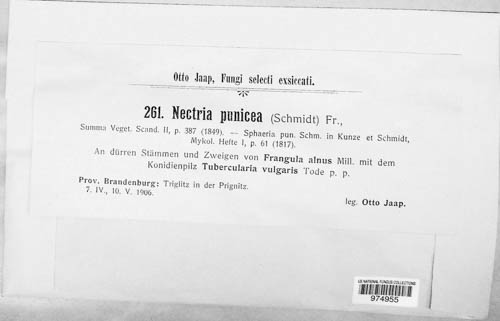 Otto Jaap, Fungi selecti exsiccati.
261. Nectria punicea (Schmidt) Fr.,
Summa Veget. Scand. II, p. 387 (1849). — Sphaeria pun. Schm. in Kunze et Schmidt,
Mykol. Hefte I, p. 61 (1817).
An dürren Stämmen und Zweigen von Frangula alnus Mill. mit dem
Konidienpilz Tubercularia vulgaris Tode p. p.
Prov. Brandenburg: Triglitz in der Prignitz.
7. IV., 10. V. 1906.
leg. Otto Jaap.
US NATIONAL FUNGUS COLLECTIONS
974955